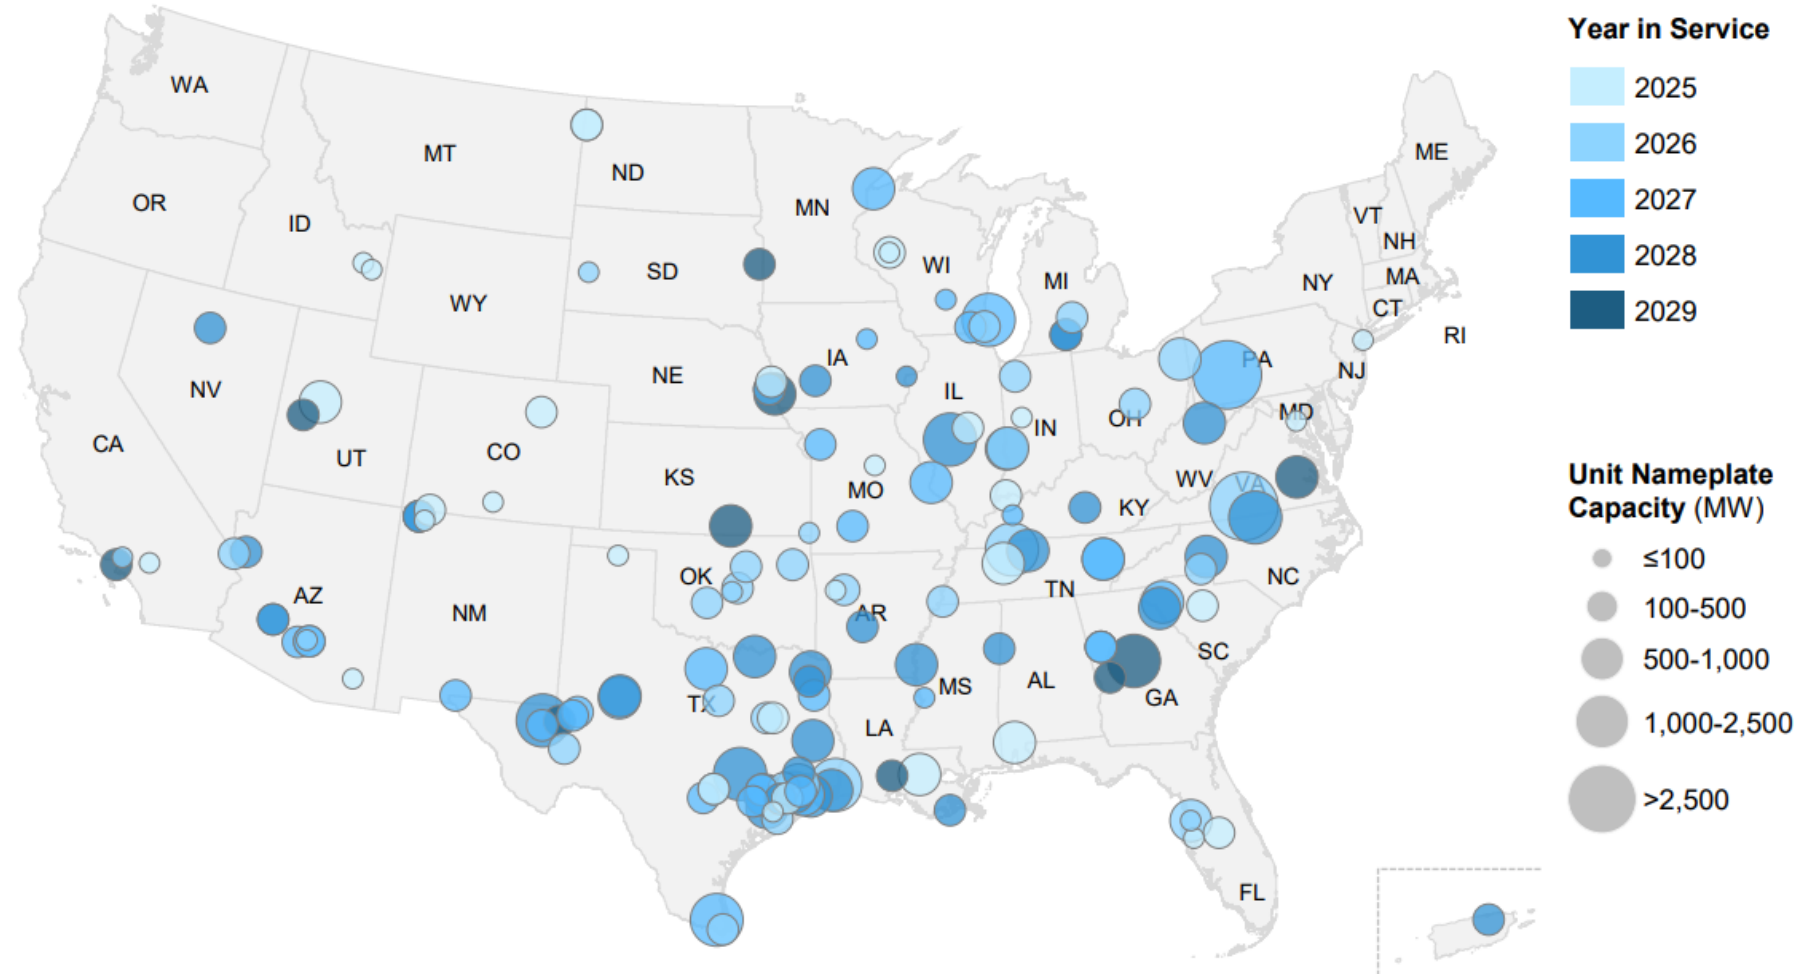 WA
OR
ID
MT
ND
MN
WI
MI
ME
VT
NH
MA
CT
RI
NY
SD
WY
NV
CA
UT
CO
NE
IA
IL
IN
OH
PA
NJ
MD
KS
MO
KY
WV
VA
AZ
NM
OK
AR
TN
NC
SC
TX
LA
MS
AL
GA
FL
Year in Service
2025
2026
2027
2028
2029
Unit Nameplate
Capacity (MW)
≤100
100-500
500-1,000
1,000-2,500
>2,500